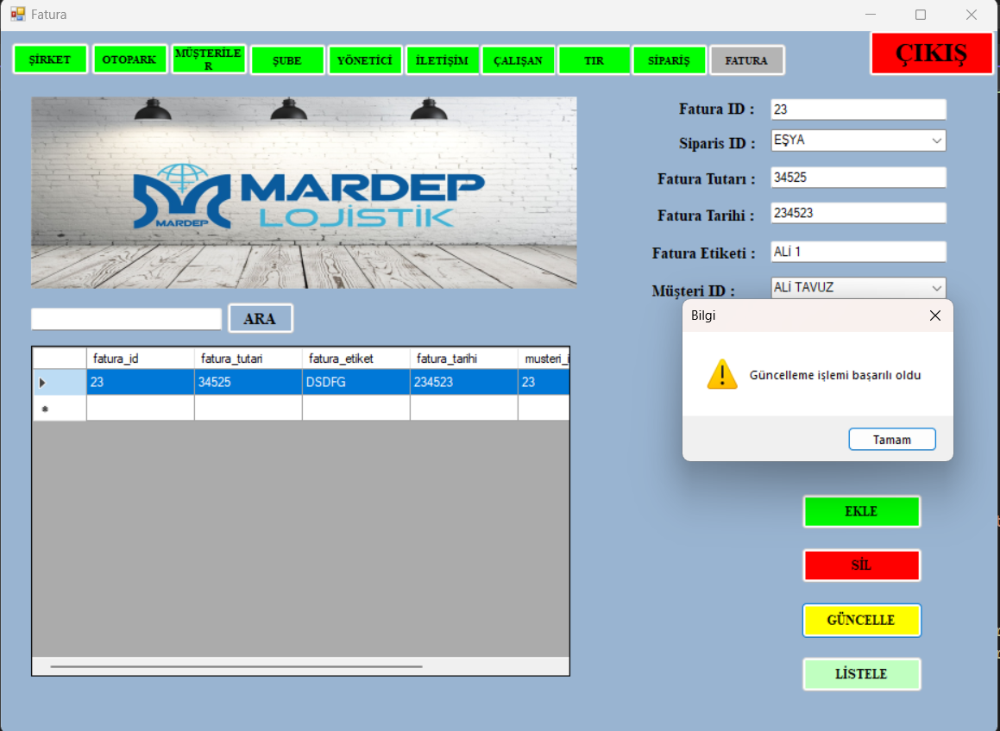 Fatura
ŞİRKET
OTOPARK
MÜŞTERİLE
R
ŞUBE
YÖNETİCİ
İLETİŞİM
ÇALIŞAN
TIR
SİPARİŞ
FATURA
ÇIKIŞ
MARDEP
LOJİSTİK
MARDEP
Fatura ID :
23
Siparis ID :
EŞYA
Fatura Tutarı :
34525
Fatura Tarihi :
234523
Fatura Etiketi :
ALİ 1
Müşteri ID :
ALİ TAVUZ
ARA
fatura_id fatura_tutari fatura_etiket fatura_tarihi musteri_i
23 34525 DSDFG 234523 23
Bilgi
Güncelleme işlemi başarılı oldu
Tamam
EKLE
SİL
GÜNCELLE
LİSTELE